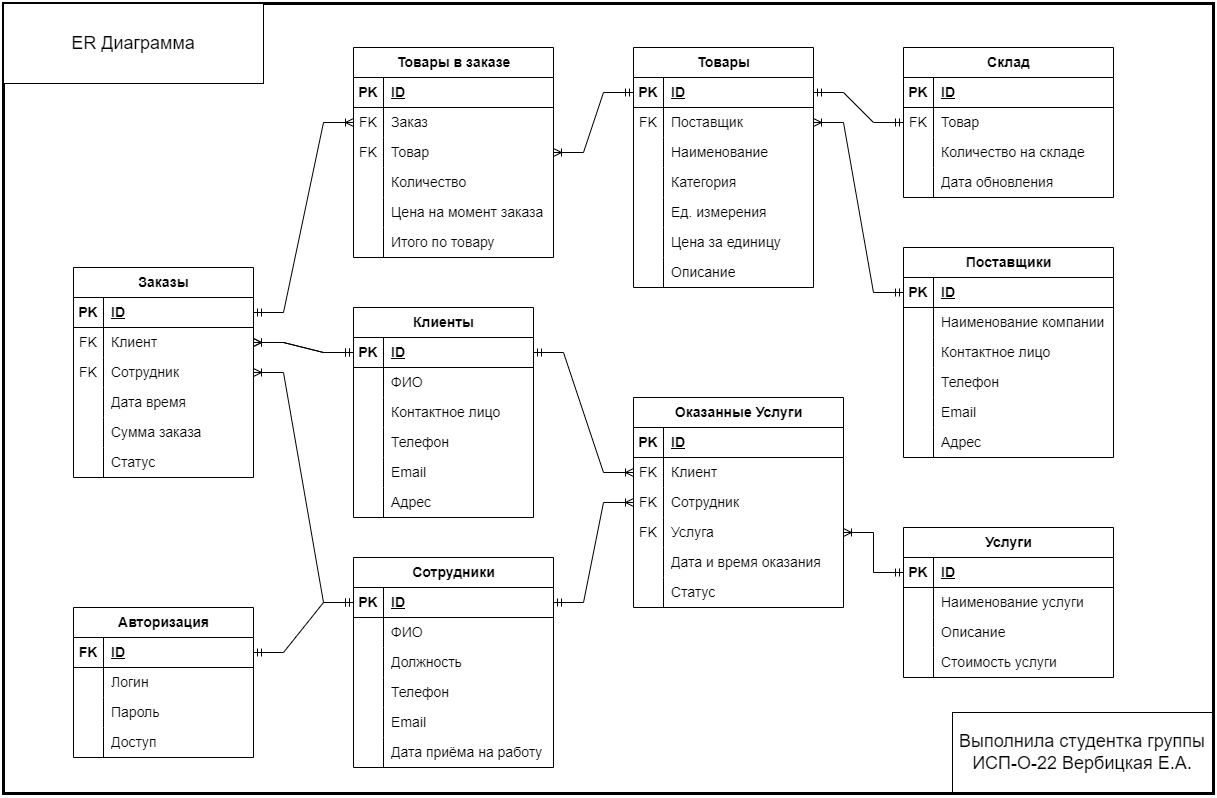 ER Диаграмма
Товары в заказе
PK ID
FK Заказ
FK Товар
Количество
Цена на момент заказа
Итого по товару
Товары
PK ID
FK Поставщик
Наименование
Категория
Ед. измерения
Цена за единицу
Описание
Склад
PK ID
FK Товар
Количество на складе
Дата обновления
Заказы
PK ID
FK Клиент
FK Сотрудник
Дата время
Сумма заказа
Статус
Клиенты
PK ID
ФИО
Контактное лицо
Телефон
Email
Адрес
Поставщики
PK ID
Наименование компании
Контактное лицо
Телефон
Email
Адрес
Оказанные Услуги
PK ID
FK Клиент
FK Сотрудник
FK Услуга
Дата и время оказания
Статус
Авторизация
FK ID
Логин
Пароль
Доступ
Сотрудники
PK ID
ФИО
Должность
Телефон
Email
Дата приёма на работу
Услуги
PK ID
Наименование услуги
Описание
Стоимость услуги
Выполнила студентка группы
ИСП-О-22 Вербицкая Е.А.